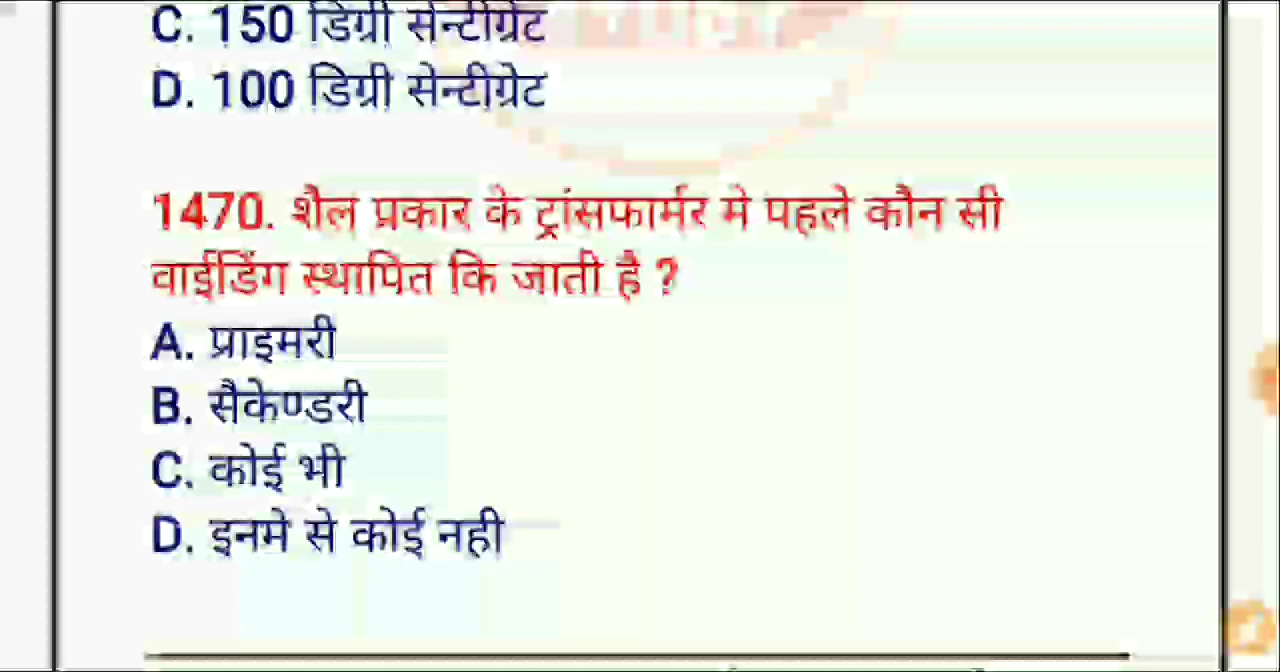 C. 150 डिग्री सेन्टीग्रेट
D. 100 डिग्री सेन्टीग्रेट
1470. शैल प्रकार के ट्रांसफार्मर मे पहले कौन सी
वाईडिंग स्थापित कि जाती है ?
A. प्राइमरी
B. सैकेण्डरी
C. कोई भी
D. इनमे से कोई नही